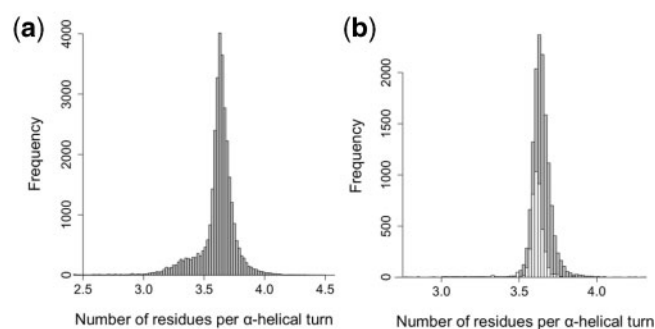 (a)
Frequency
0
1000
2000
3000
4000
2.5 3.0 3.5 4.0 4.5
Number of residues per α-helical turn
(b)
Frequency
0
500
1000
1500
2000
3.0 3.5 4.0
Number of residues per α-helical turn